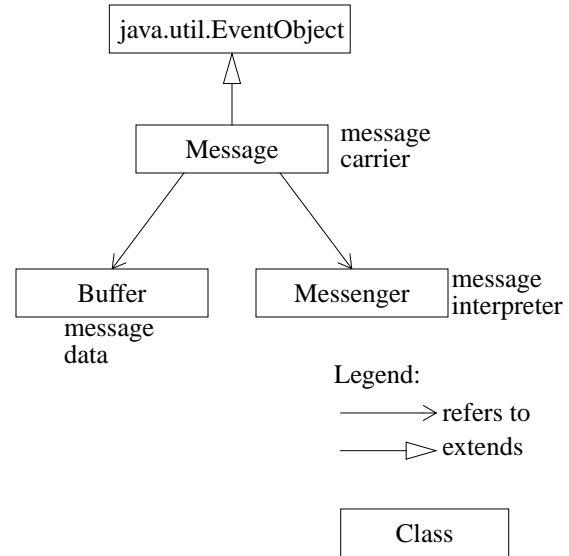 java.util.EventObject
Message
message
carrier
Buffer
Messenger
message
interpreter
message
data
Legend:
refers to
extends
Class